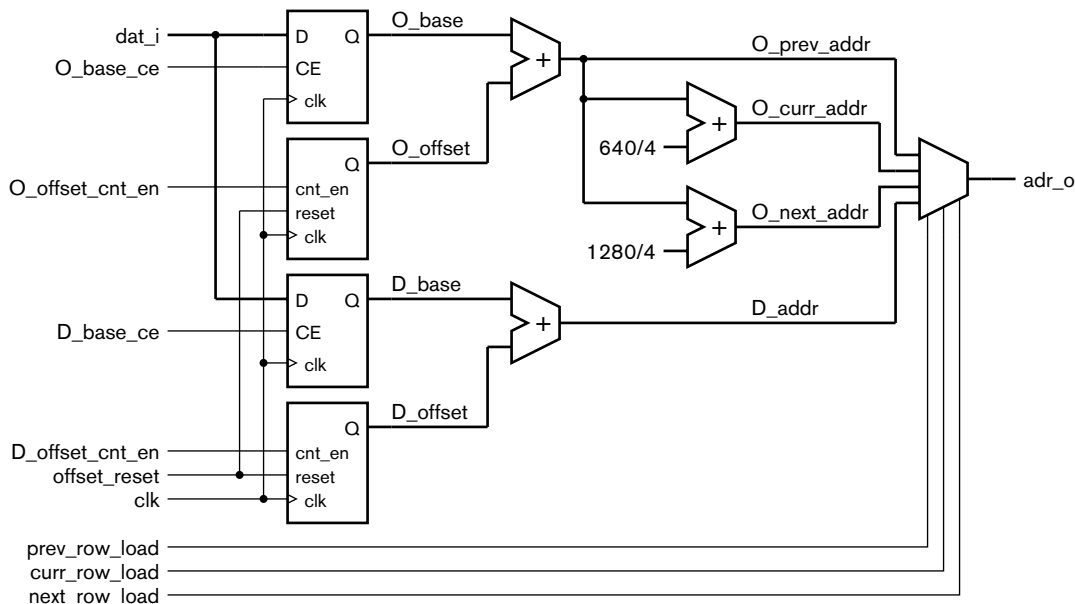 dat_i
O_base_ce
D Q
CE
clk
O_base
+
O_prev_addr
O_offset_cnt_en
Q
cnt_en
reset
clk
O_offset
640/4
+
O_curr_addr
1280/4
+
O_next_addr
adr_o
D_base_ce
D Q
CE
clk
D_base
+
D_addr
D_offset_cnt_en
offset_reset
clk
Q
cnt_en
reset
clk
D_offset
prev_row_load
curr_row_load
next_row_load